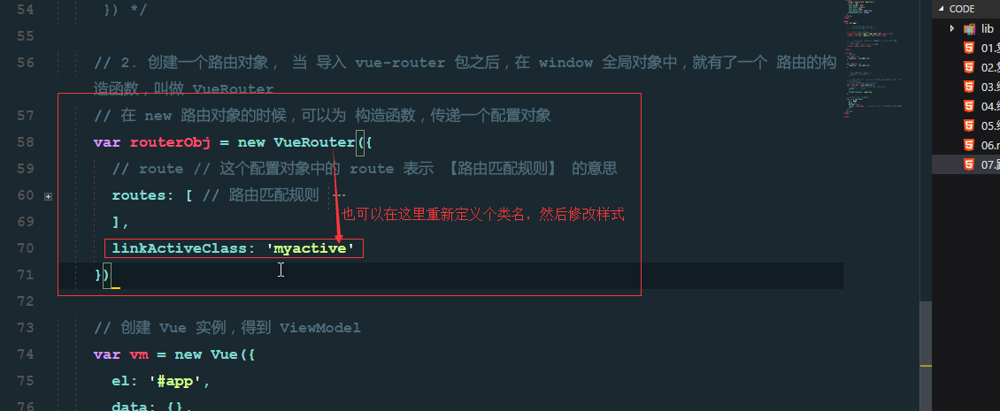 54 }) */
55
56 // 2. 创建一个路由对象， 当 导入 vue-router 包之后，在 window 全局对象中，就有了一个 路由的构
造函数，叫做 VueRouter
57 // 在 new 路由对象的时候，可以为 构造函数，传递一个配置对象
58 var routerObj = new VueRouter({
59 // route // 这个配置对象中的 route 表示 【路由匹配规则】 的意思
60 routes: [ // 路由匹配规则 ···
也可以在这里重新定义个类名，然后修改样式
69 ],
70 linkActiveClass: 'myactive'
71 })
72
73 // 创建 Vue 实例，得到 ViewModel
74 var vm = new Vue({
75 el: '#app',
76 data: {},
CODE
lib
01.
02.
03.
04.
05.
06.
07.